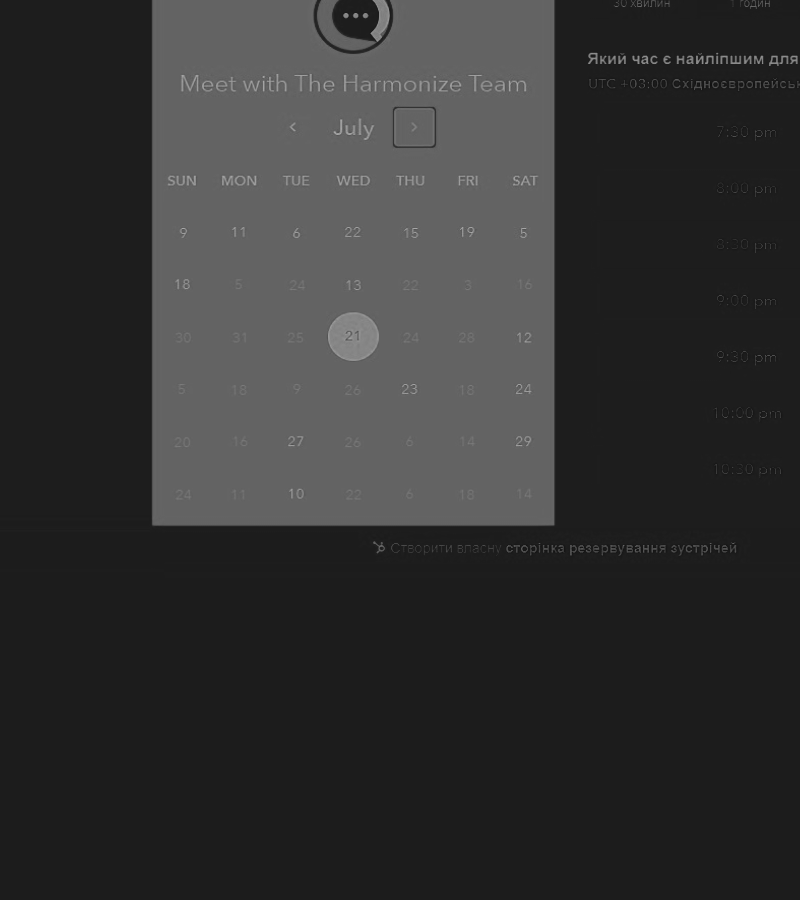 30 хвилин
1 годин
Meet with The Harmonize Team
July
SUN MON TUE WED THU FRI SAT
9 11 6 22 15 19 5
18 5 24 13 22 3 16
30 31 25 21 24 28 12
5 18 9 26 23 18 24
20 16 27 26 6 14 29
24 11 10 22 6 18 14
Який час є найліпшим для
UTC +03:00 Східноєвропейськ
7:30 pm
8:00 pm
8:30 pm
9:00 pm
9:30 pm
10:00 pm
10:30 pm
Створити власну сторінка резервування зустрічей